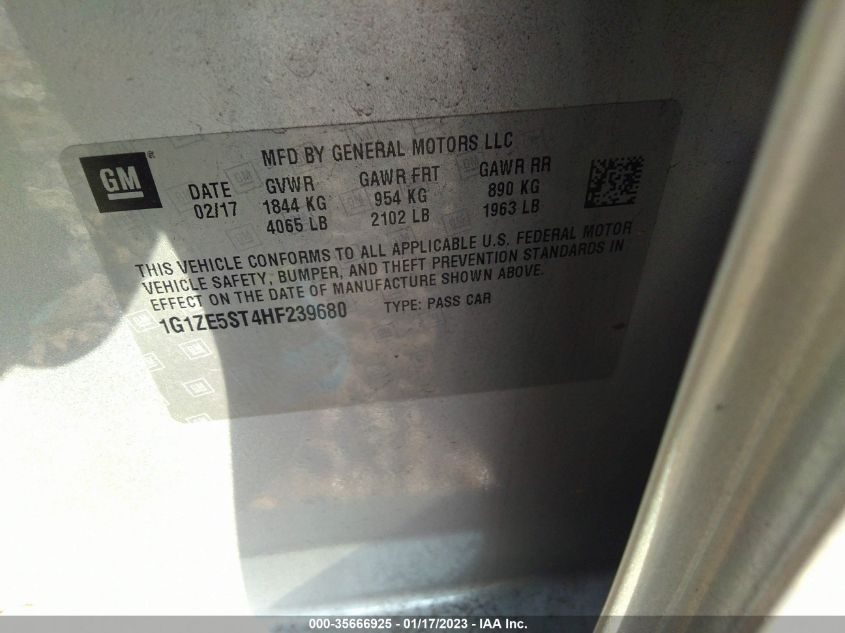 GM
MFD BY GENERAL MOTORS LLC
DATE GVWR GAWR FRT GAWR RR
02/17 1844 KG 954 KG 890 KG
4065 LB 2102 LB 1963 LB
THIS VEHICLE CONFORMS TO ALL APPLICABLE U.S. FEDERAL MOTOR
VEHICLE SAFETY, BUMPER, AND THEFT PREVENTION STANDARDS IN
EFFECT ON THE DATE OF MANUFACTURE SHOWN ABOVE.
1G1ZE5ST4HF239680 TYPE: PASS CAR
000-35666925 - 01/17/2023 - IAA Inc.